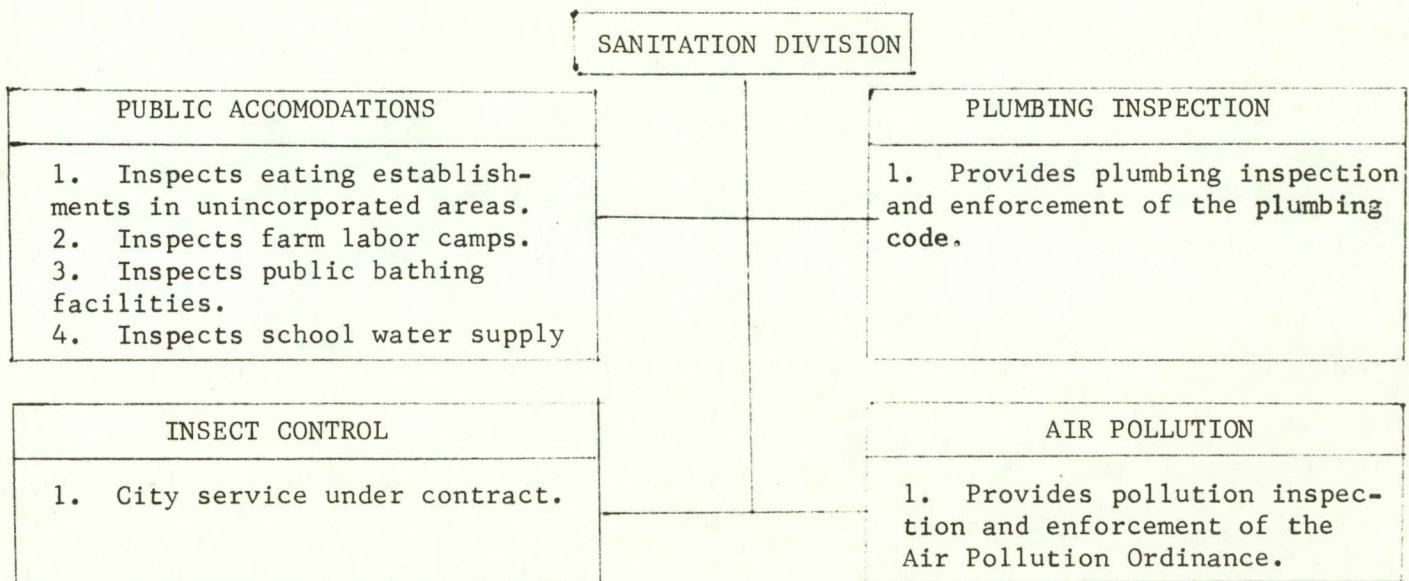 SANITATION DIVISION
PUBLIC ACCOMODATIONS
1. Inspects eating establish-
ments in unincorporated areas.
2. Inspects farm labor camps.
3. Inspects public bathing
facilities.
4. Inspects school water supply
PLUMBING INSPECTION
1. Provides plumbing inspection
and enforcement of the plumbing
code.
INSECT CONTROL
1. City service under contract.
AIR POLLUTION
1. Provides pollution inspec-
tion and enforcement of the
Air Pollution Ordinance.